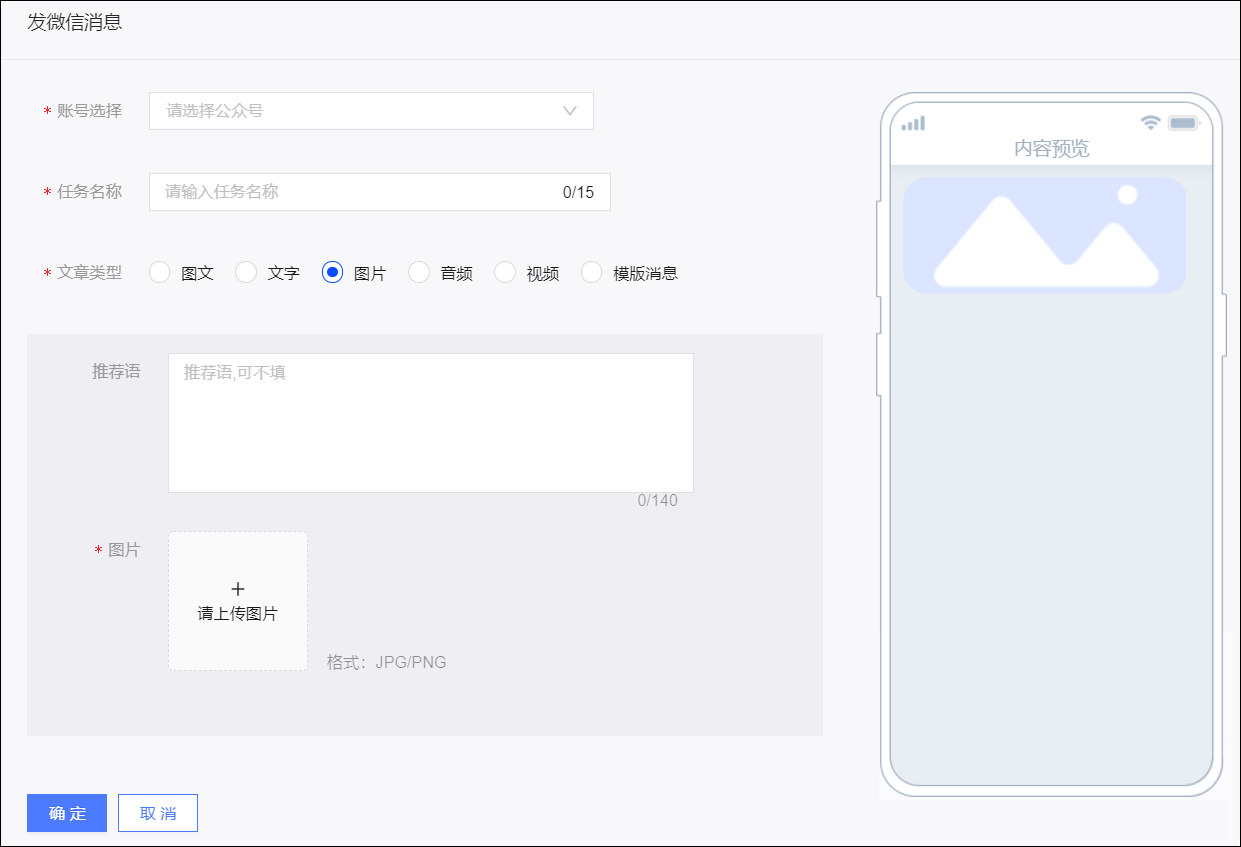 发微信消息
内容预览
* 账号选择 请选择公众号
* 任务名称 请输入任务名称 0/15
* 文章类型 图文 文字 图片 音频 视频 模版消息
推荐语 推荐语,可不填
0/140
* 图片
+
请上传图片
格式：JPG/PNG
确 定 取 消